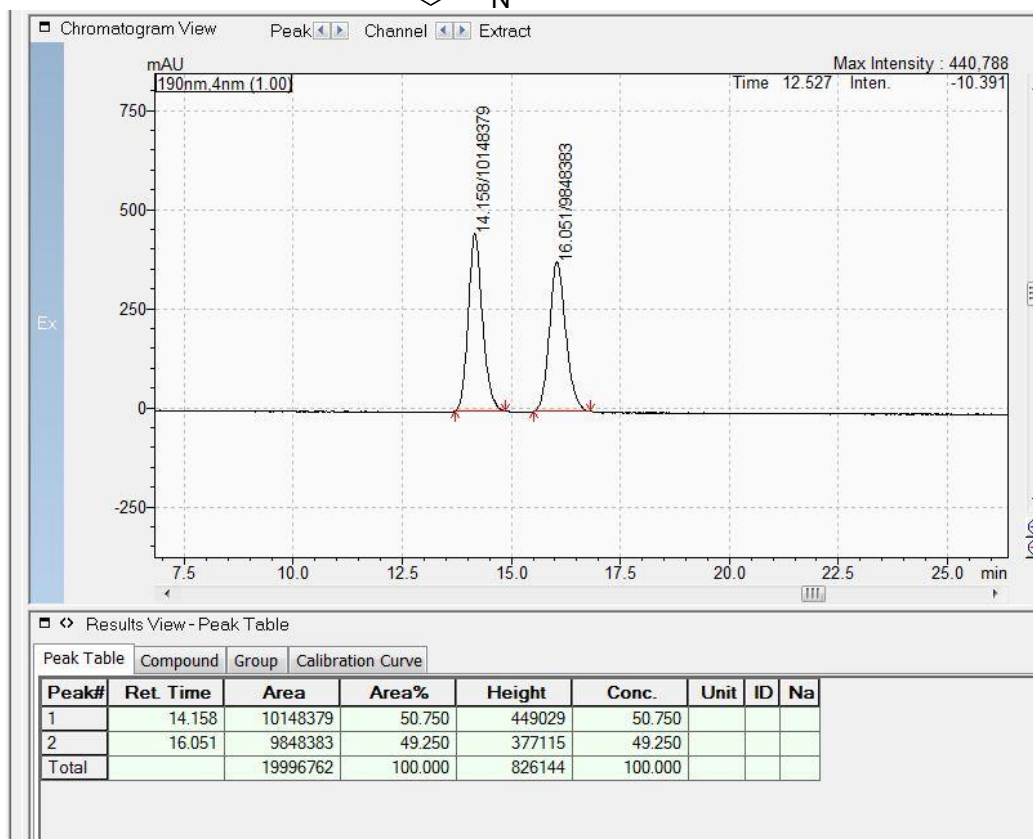 N
Chromatogram View Peak Channel Extract
mAU Max Intensity : 440,788
190nm,4nm (1.00) Time 12.527 Inten. -10.391
750
500
250
0
-250
14.158/10148379
16.051/9848383
Ex
7.5 10.0 12.5 15.0 17.5 20.0 22.5 25.0 min
Results View - Peak Table
Peak Table Compound Group Calibration Curve
Peak# Ret. Time Area Area% Height Conc. Unit ID Na
1 14.158 10148379 50.750 449029 50.750
2 16.051 9848383 49.250 377115 49.250
Total 19996762 100.000 826144 100.000